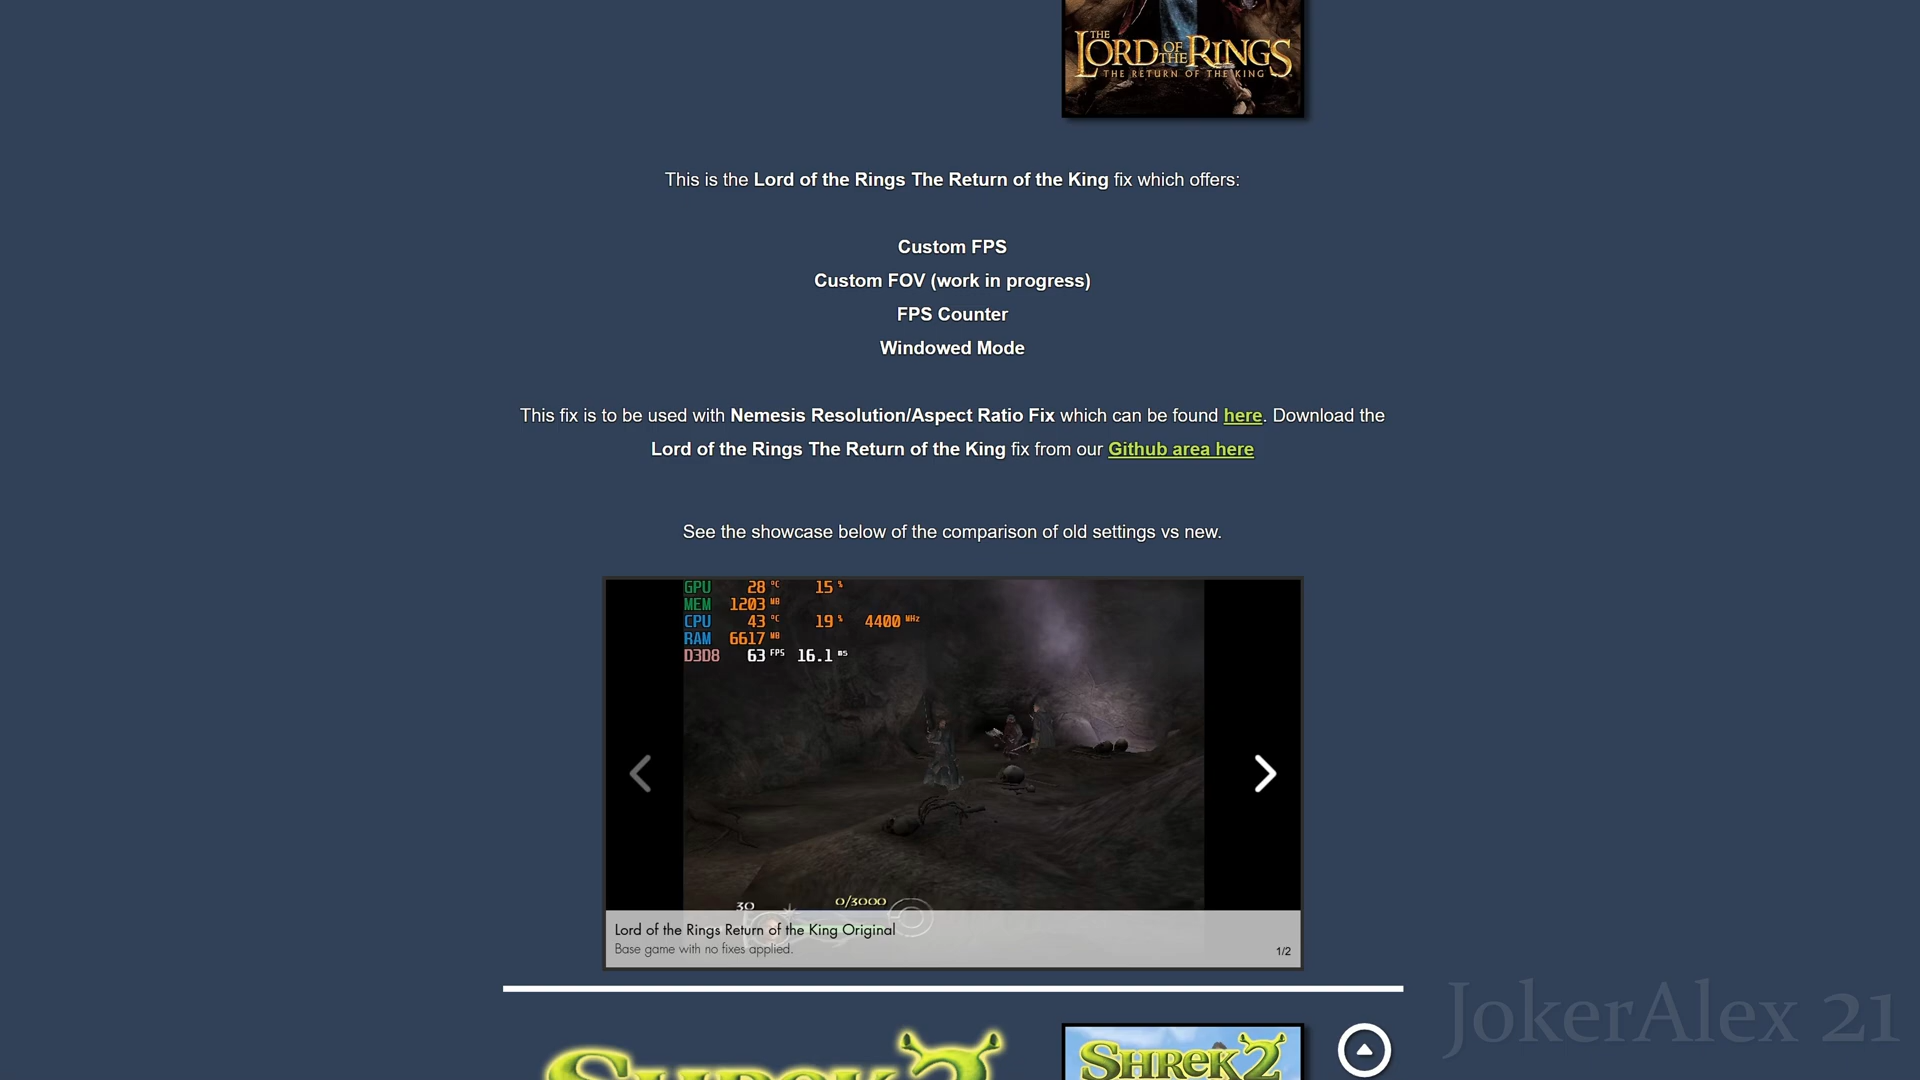 THE
LORD OF THE RINGS
THE RETURN OF THE KING
This is the Lord of the Rings The Return of the King fix which offers:
Custom FPS
Custom FOV (work in progress)
FPS Counter
Windowed Mode
This fix is to be used with Nemesis Resolution/Aspect Ratio Fix which can be found here. Download the
Lord of the Rings The Return of the King fix from our Github area here
See the showcase below of the comparison of old settings vs new.
GPU 28 °C 15 %
MEM 1203 MB
CPU 43 °C 19 % 4400 MHz
RAM 6617 MB
D3D8 63 FPS 16.1 ms
30 0/3000
Lord of the Rings Return of the King Original
Base game with no fixes applied.
1/2
JokerAlex 21
SHREK 2
SHREK 2